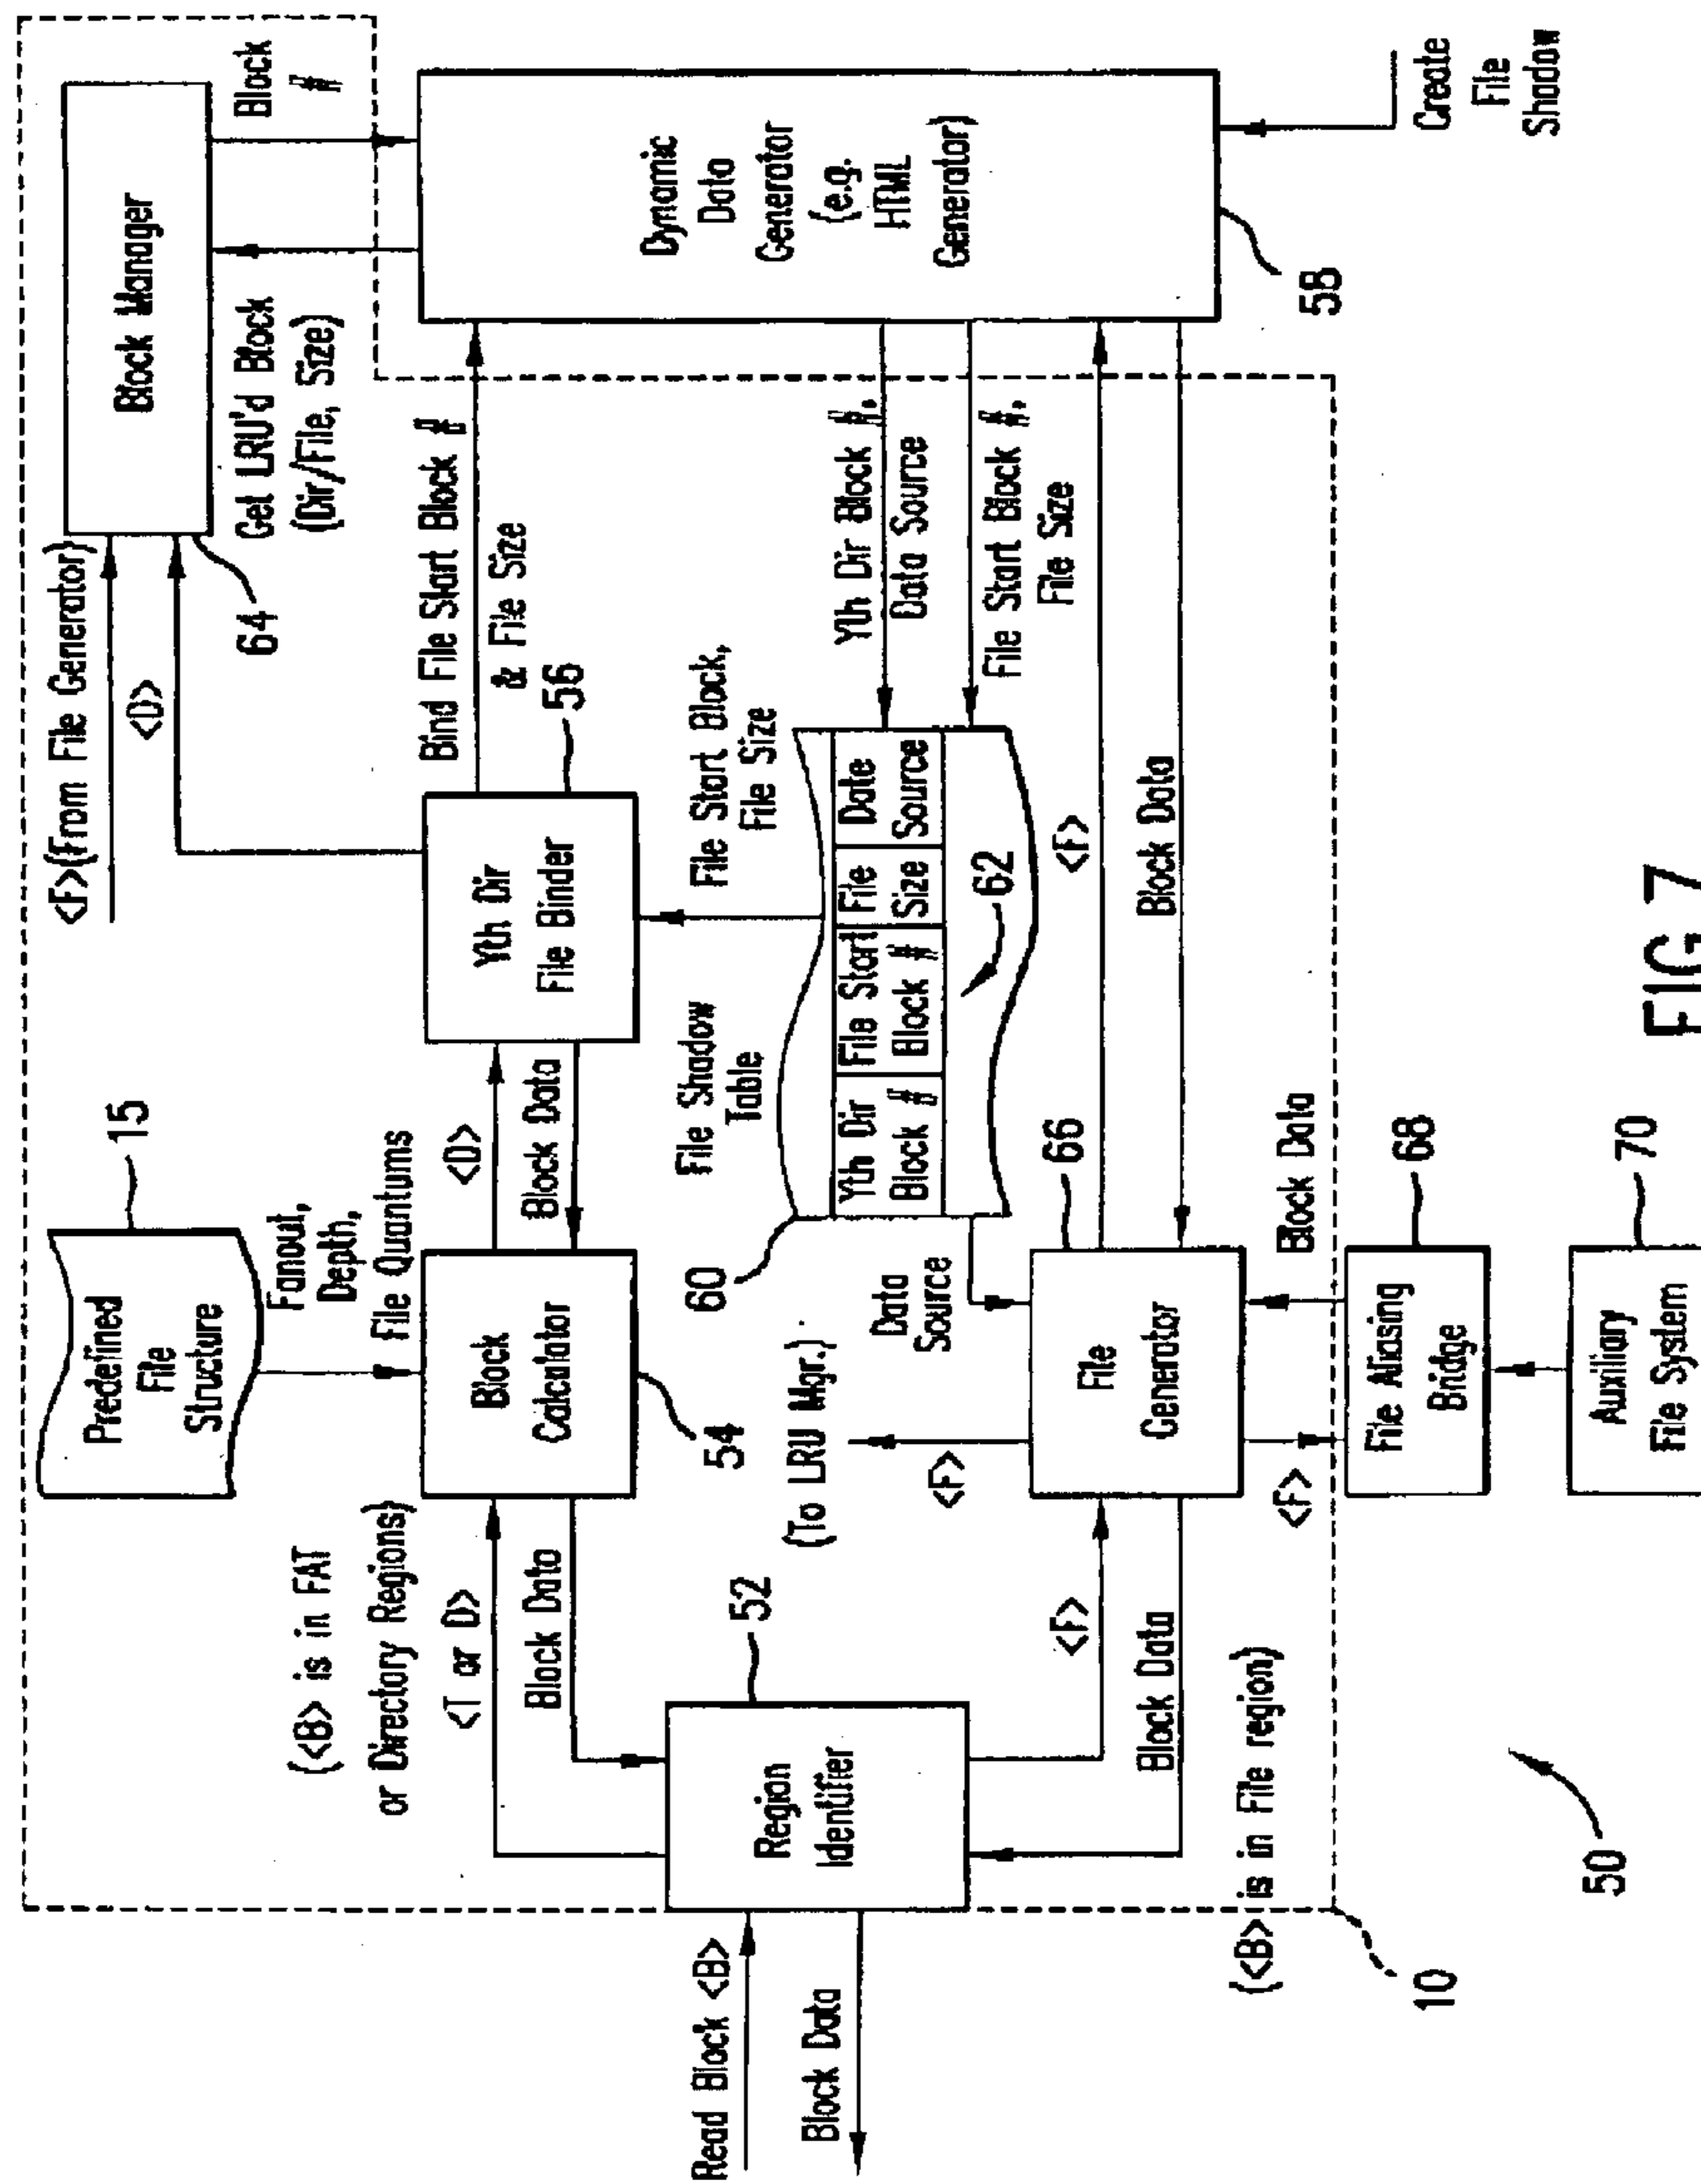 Predefined
File
Structure
15
Fanout,
Depth,
File Quantums
<F>(From File Generator)
<D>
Block Manager
64
Get LRU'd Block
(Dir/File, Size)
Block
#
(<B> is in FAT
or Directory Regions)
<T or D>
Block Data
Block
Calculator
54
<D>
Block Data
Yth Dir
File Binder
56
Bind File Start Block #
& File Size
Dynamic
Data
Generator
(e.g.
HTML
Generator)
58
Create
File
Shadow
Read Block <B>
Block Data
Region
Identifier
52
(To LRU Mgr.)
<F>
File Shadow
Table
File Start Block,
File Size
60
Yth Dir
Block #
File Start
Block #
File
Size
Date
Source
62
Yth Dir Block #,
Data Source
File Start Block #,
File Size
Data
Source
<F>
Block Data
(<B> is in File region)
File
Generator
66
<F>
Block Data
<F>
Block Data
File Aliasing
Bridge
68
Auxiliary
File System
70
10
50
FIG.7